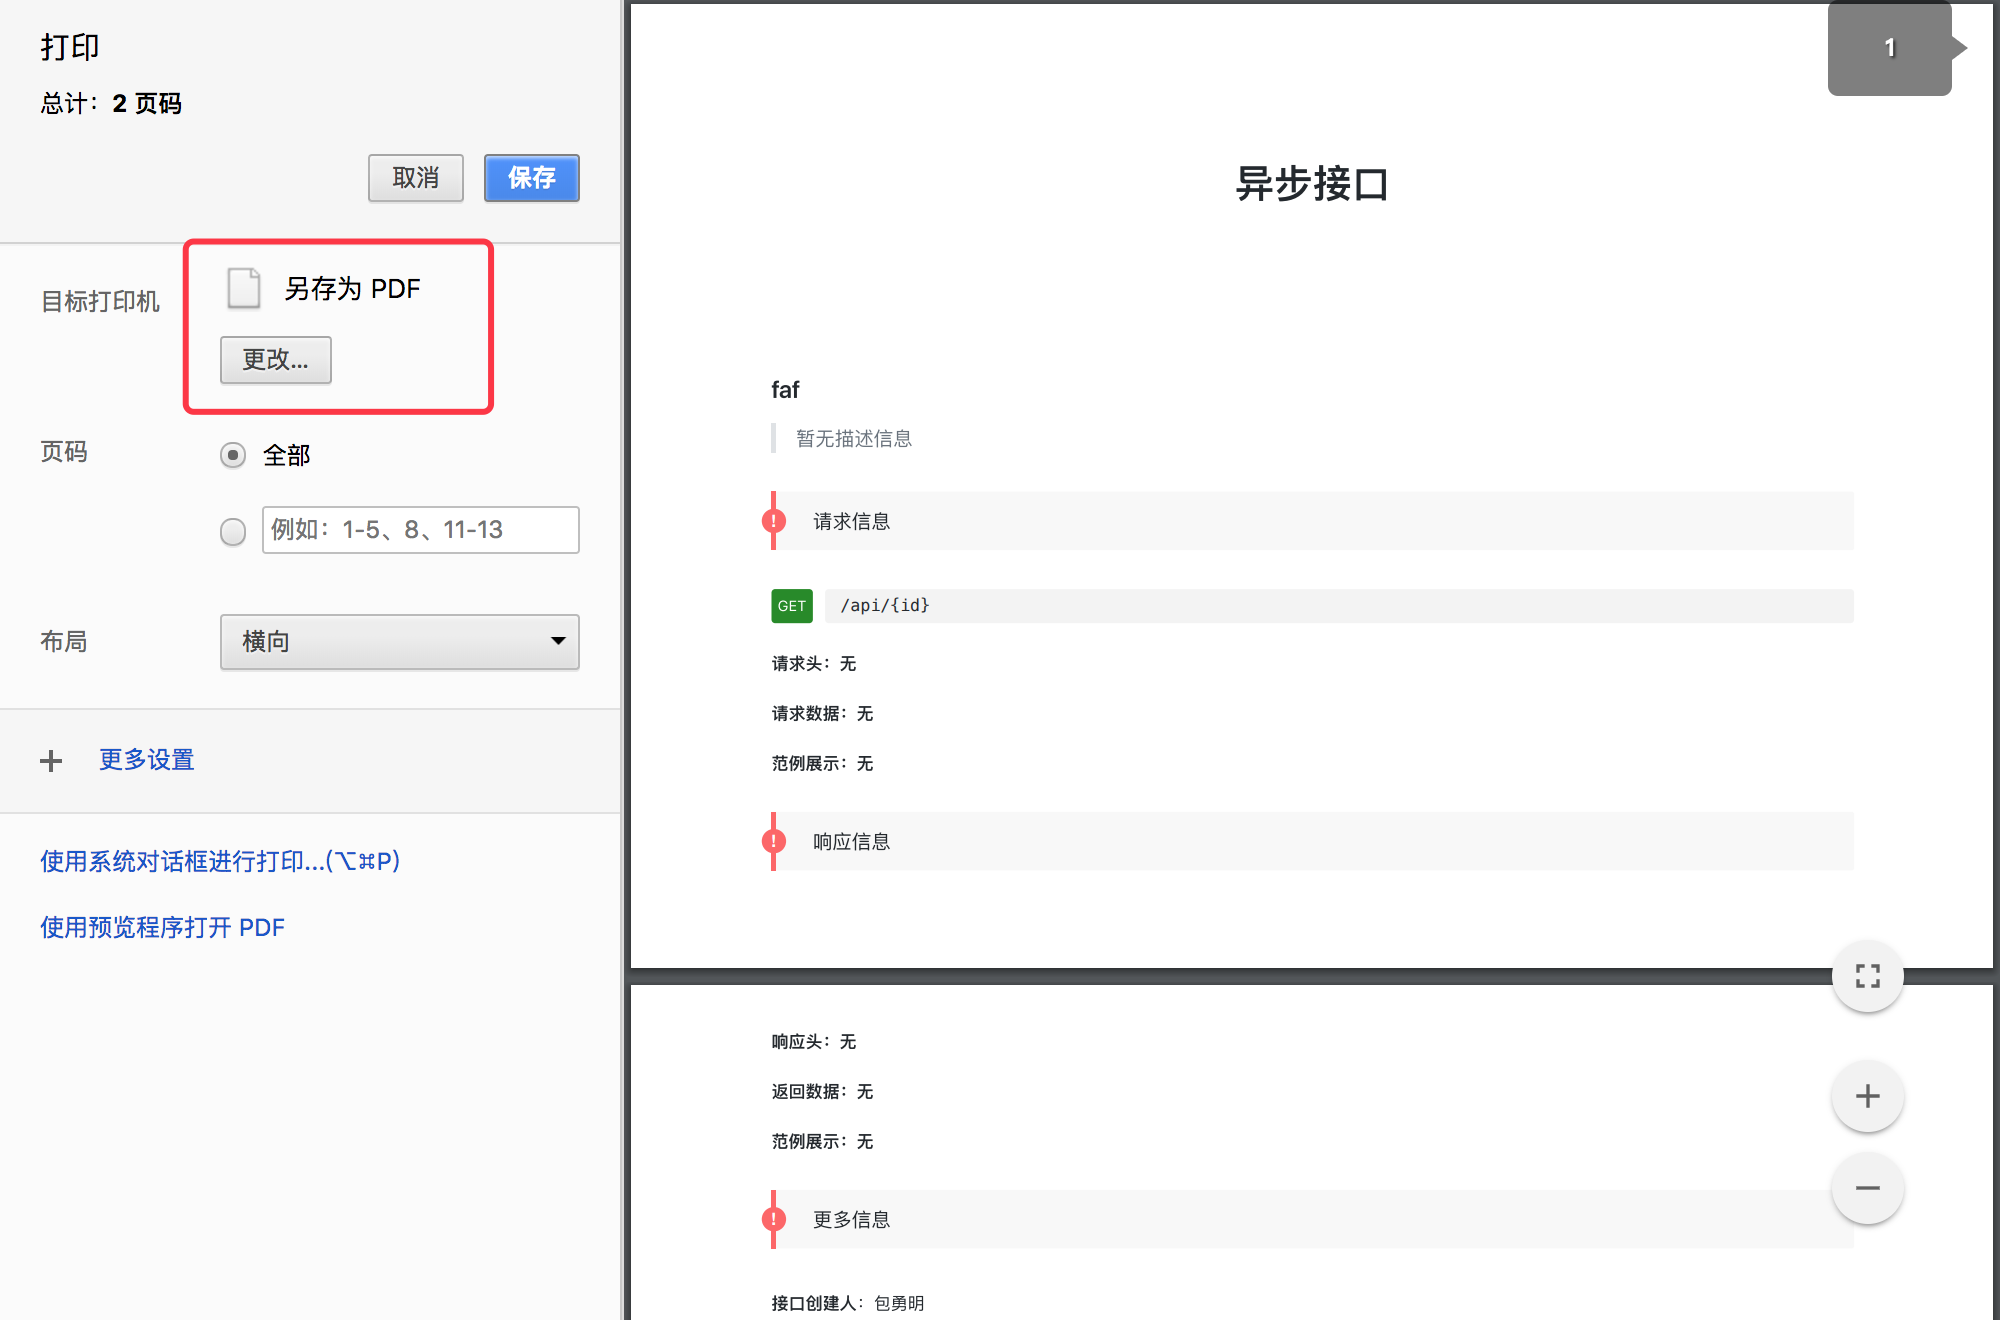 打印
总计：2 页码
取消
保存
目标打印机
另存为 PDF
更改...
页码
全部
例如：1-5、8、11-13
布局
横向
更多设置
使用系统对话框进行打印...(⌥⌘P)
使用预览程序打开 PDF
1
异步接口
faf
暂无描述信息
请求信息
GET /api/{id}
请求头：无
请求数据：无
范例展示：无
响应信息
响应头：无
返回数据：无
范例展示：无
更多信息
接口创建人：包勇明